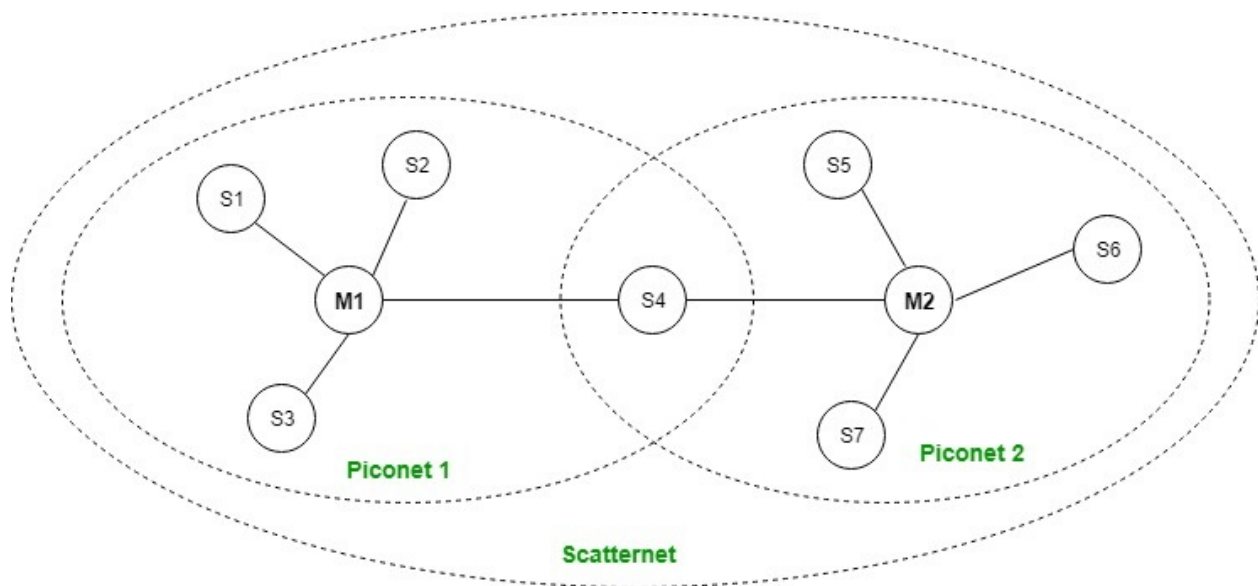 S1
S2
M1
S3
S4
S5
S6
M2
S7
Piconet 1
Piconet 2
Scatternet